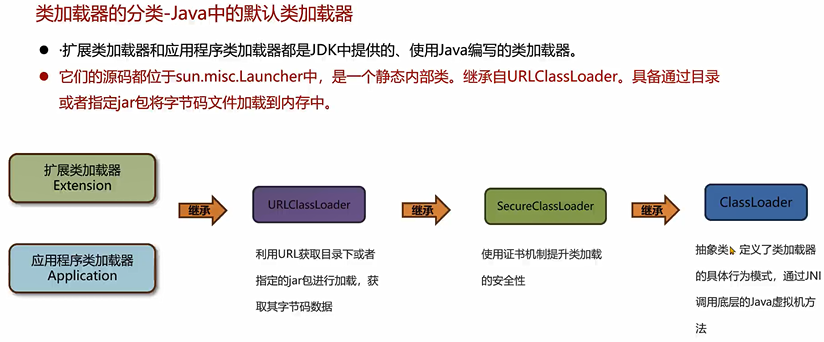 类加载器的分类-Java中的默认类加载器
·扩展类加载器和应用程序类加载器都是JDK中提供的、使用Java编写的类加载器。
它们的源码都位于sun.misc.Launcher中，是一个静态内部类。继承自URLClassLoader。具备通过目录
或者指定jar包将字节码文件加载到内存中。
扩展类加载器
Extension
应用程序类加载器
Application
继承
URLClassLoader
利用URL获取目录下或者
指定的jar包进行加载，获
取其字节码数据
继承
SecureClassLoader
使用证书机制提升类加载
的安全性
继承
ClassLoader
抽象类，定义了类加载器
的具体行为模式，通过JNI
调用底层的Java虚拟机方
法